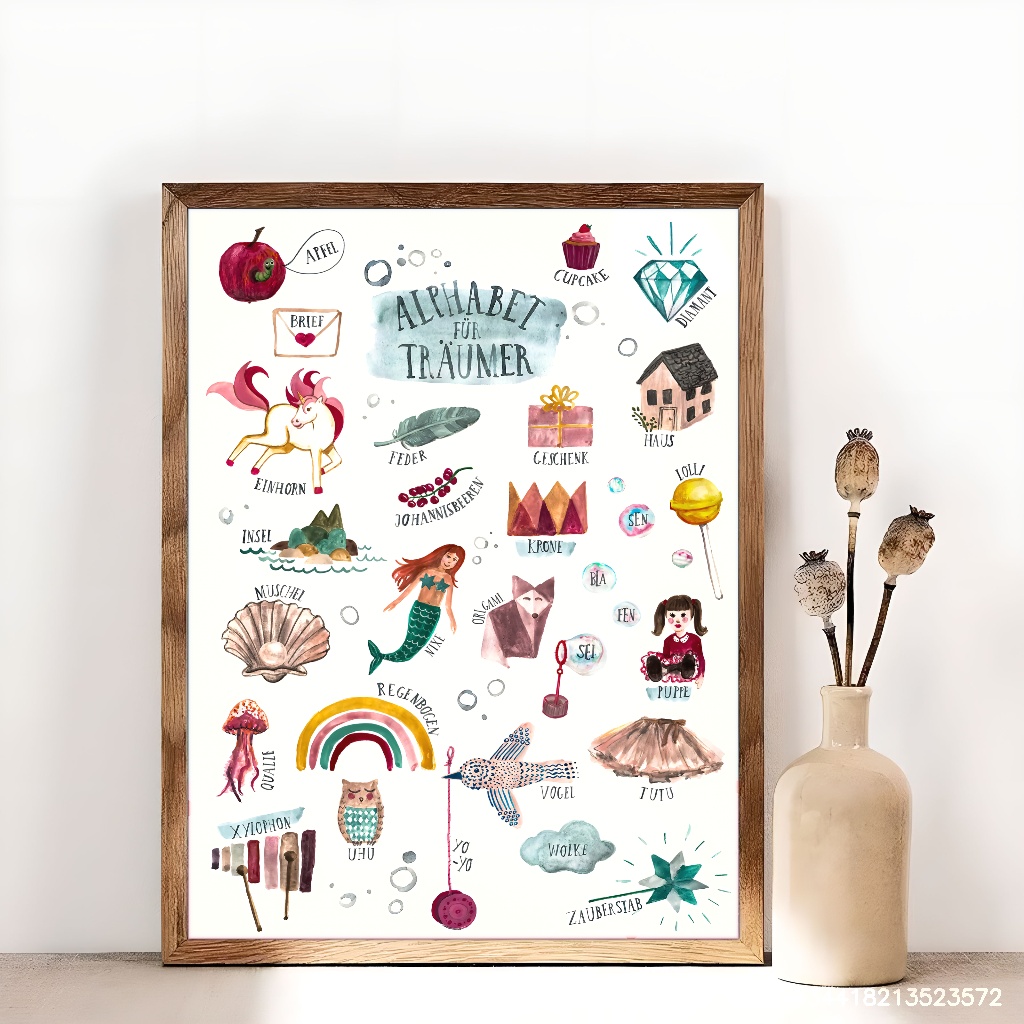 APFEL
CUPCAKE
DIAMANT
BRIEF
ALPHABET
FÜR
TRÄUMER
HAUS
FEDER
GESCHENK
EINHORN
JOHANNISBEEREN
LOLLI
INSEL
KRONE
SEI
FEN
BLA
SEN
MUSCHEL
NIXE
ORIGAMI
PUPPE
REGENBOGEN
QUALLE
VOGEL
TUTU
XYLOPHON
UHU
YO
-YO
WOLKE
ZAUBERSTAB
18213523572